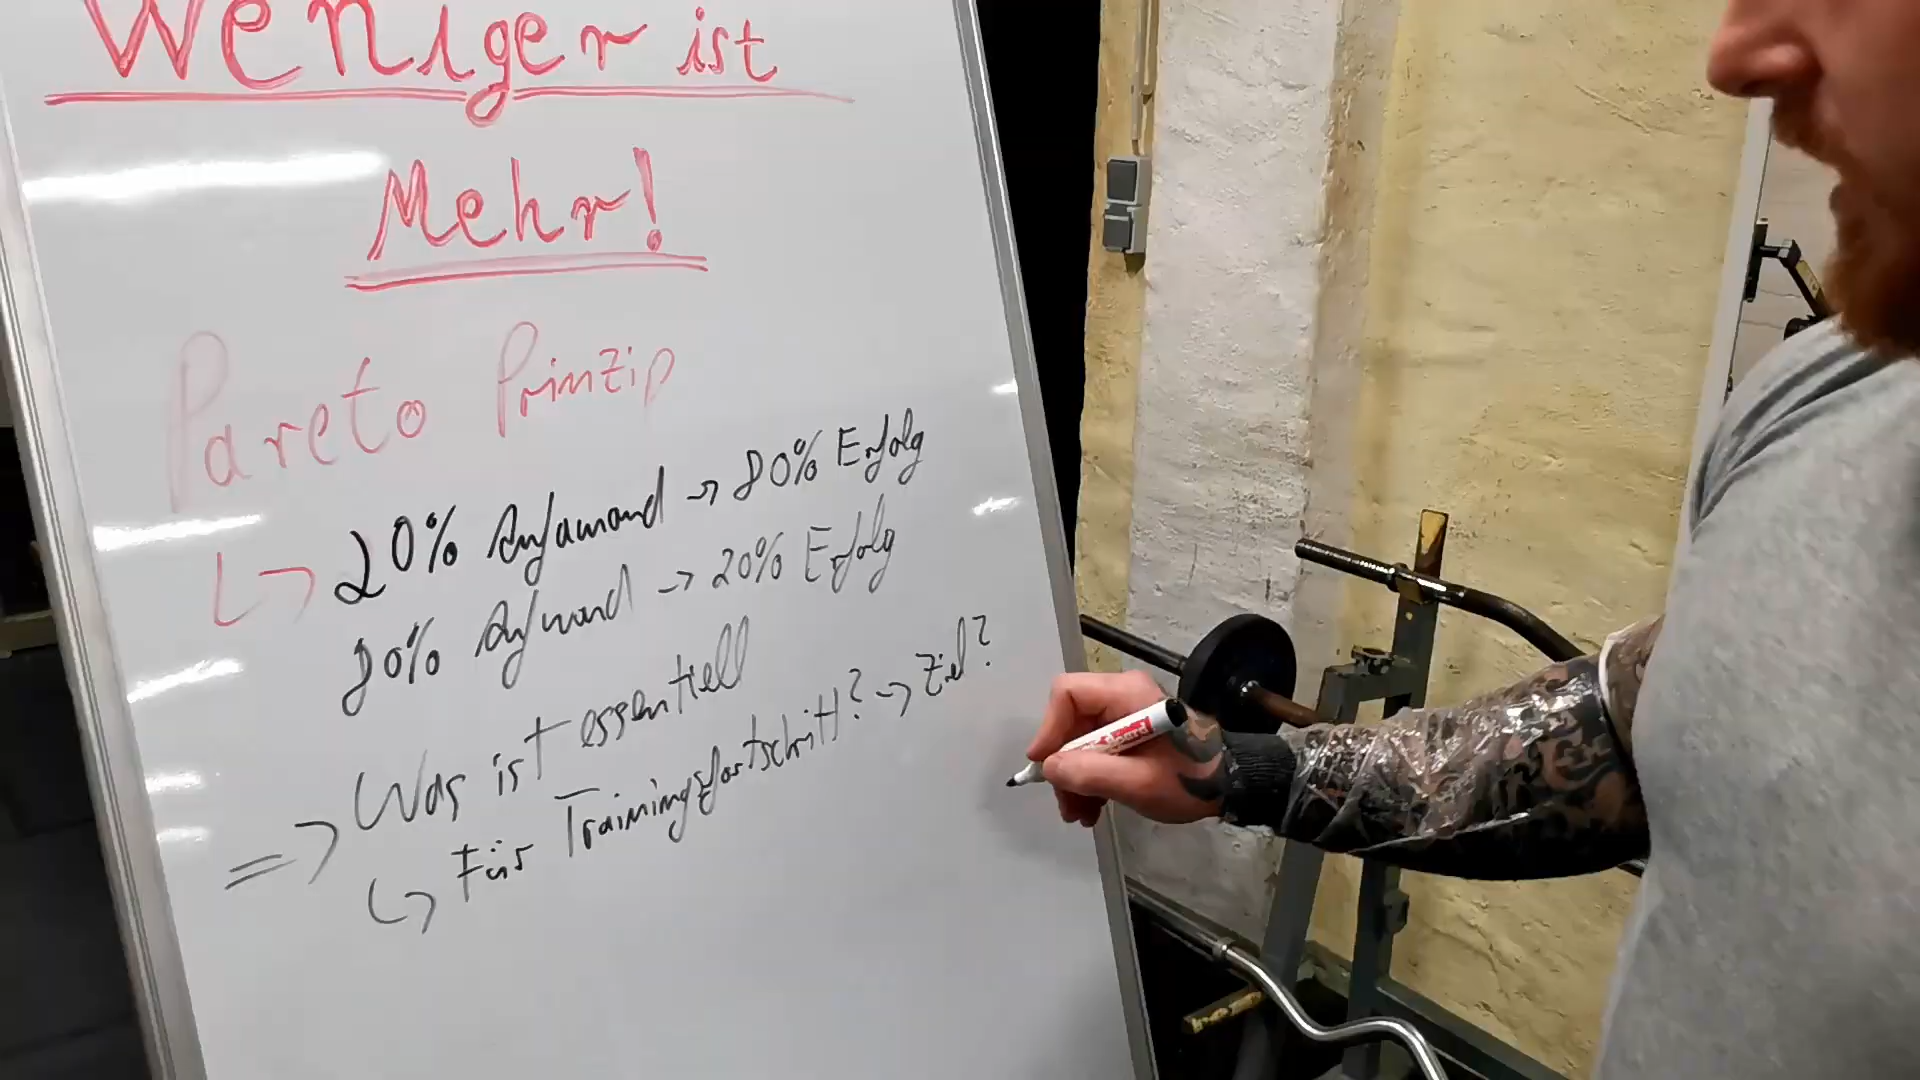 Weniger ist
Mehr!
Pareto Prinzip
↳ 20% Aufwand → 80% Erfolg
80% Aufwand → 20% Erfolg
⇒ Was ist essentiell
↳ Für Trainingsfortschritt? → Ziel?
board